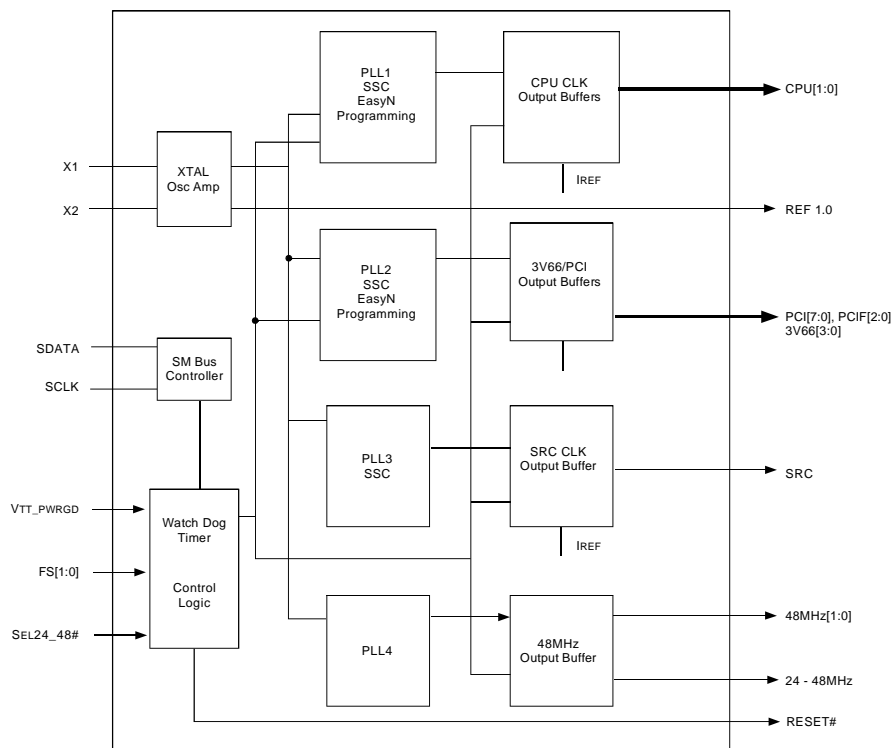 PLL1
SSC
EasyN
Programming
CPU CLK
Output Buffers
CPU[1:0]
X1
XTAL
Osc Amp
IREF
X2
REF 1.0
PLL2
SSC
EasyN
Programming
3V66/PCI
Output Buffers
PCI[7:0], PCIF[2:0]
3V66[3:0]
SDATA
SM Bus
Controller
SCLK
PLL3
SSC
SRC CLK
Output Buffer
SRC
VTT_PWRGD
Watch Dog
Timer
IREF
FS[1:0]
Control
Logic
SEL24_48#
PLL4
48MHz
Output Buffer
48MHz[1:0]
24 - 48MHz
RESET#